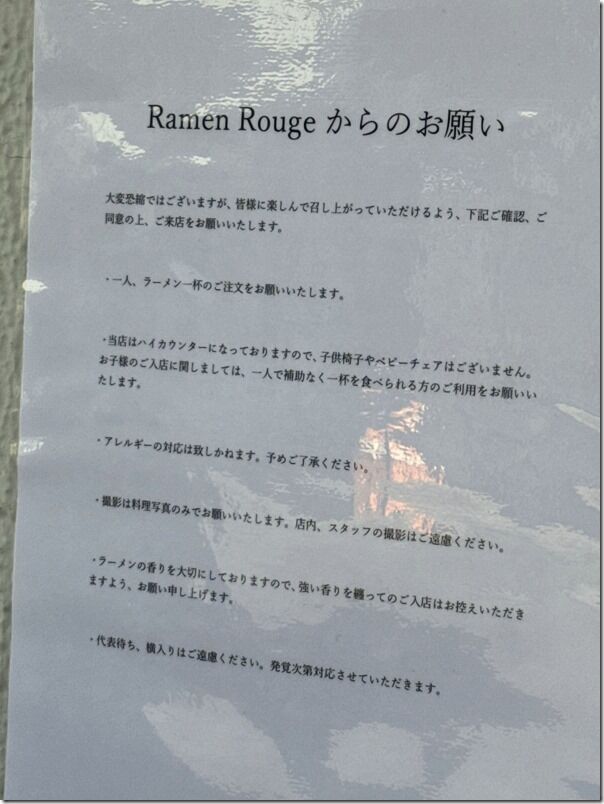 Ramen Rouge からのお願い
大変恐縮ではございますが、皆様に楽しんで召し上がっていただけるよう、下記ご確認、ご
同意の上、ご来店をお願いいたします。
・一人、ラーメン一杯のご注文をお願いいたします。
・当店はハイカウンターになっておりますので、子供椅子やベビーチェアはございません。
お子様のご入店に関しましては、一人で補助なく一杯を食べられる方のご利用をお願いい
たします。
・アレルギーの対応は致しかねます。予めご了承ください。
・撮影は料理写真のみでお願いいたします。店内、スタッフの撮影はご遠慮ください。
・ラーメンの香りを大切にしておりますので、強い香りを纏ってのご入店はお控えいただき
ますよう、お願い申し上げます。
・代表待ち、横入りはご遠慮ください。発覚次第対応させていただきます。